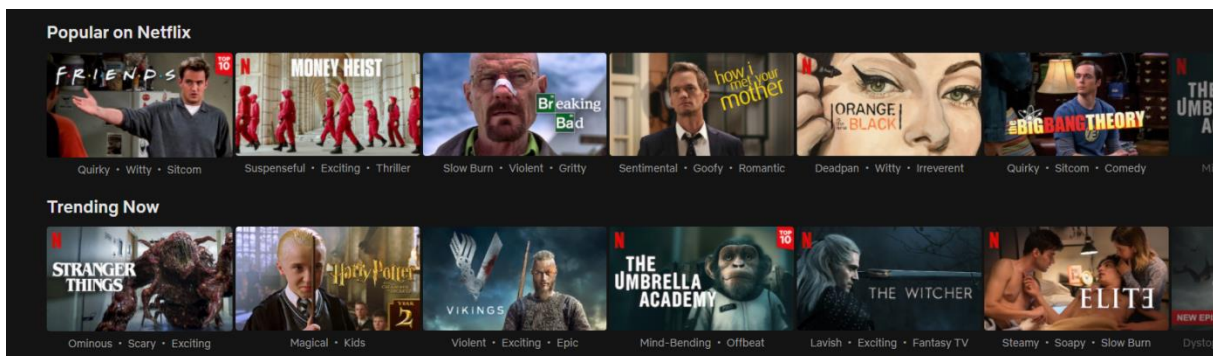 Popular on Netflix
F.R.I.E.N.D.S
TOP
10
N
MONEY HEIST
Breaking
Bad
how i
met your
mother
N
ORANGE
IS THE NEW
BLACK
the BIG BANG THEORY
N
THE
Quirky • Witty • Sitcom
Suspenseful • Exciting • Thriller
Slow Burn • Violent • Gritty
Sentimental • Goofy • Romantic
Deadpan • Witty • Irreverent
Quirky • Sitcom • Comedy
Trending Now
N
STRANGER
THINGS
Harry Potter
YEAR
2
VIKINGS
N
THE
UMBRELLA
ACADEMY
TOP
10
N
THE WITCHER
N
ELITE
NEW EPI
Ominous • Scary • Exciting
Magical • Kids
Violent • Exciting • Epic
Mind-Bending • Offbeat
Lavish • Exciting • Fantasy TV
Steamy • Soapy • Slow Burn
Dystop